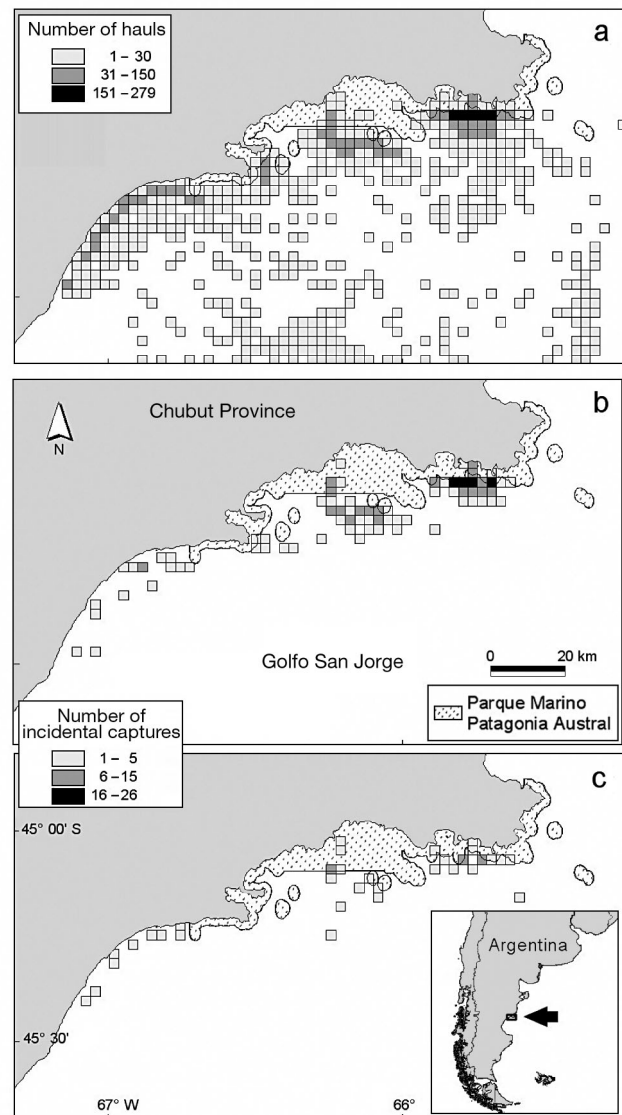 Number of hauls
1 – 30
31 – 150
151 – 279
a
b
Chubut Province
N
Golfo San Jorge
0 20 km
Parque Marino
Patagonia Austral
Number of
incidental captures
1 – 5
6 – 15
16 – 26
c
45° 00' S
Argentina
45° 30'
67° W
66°